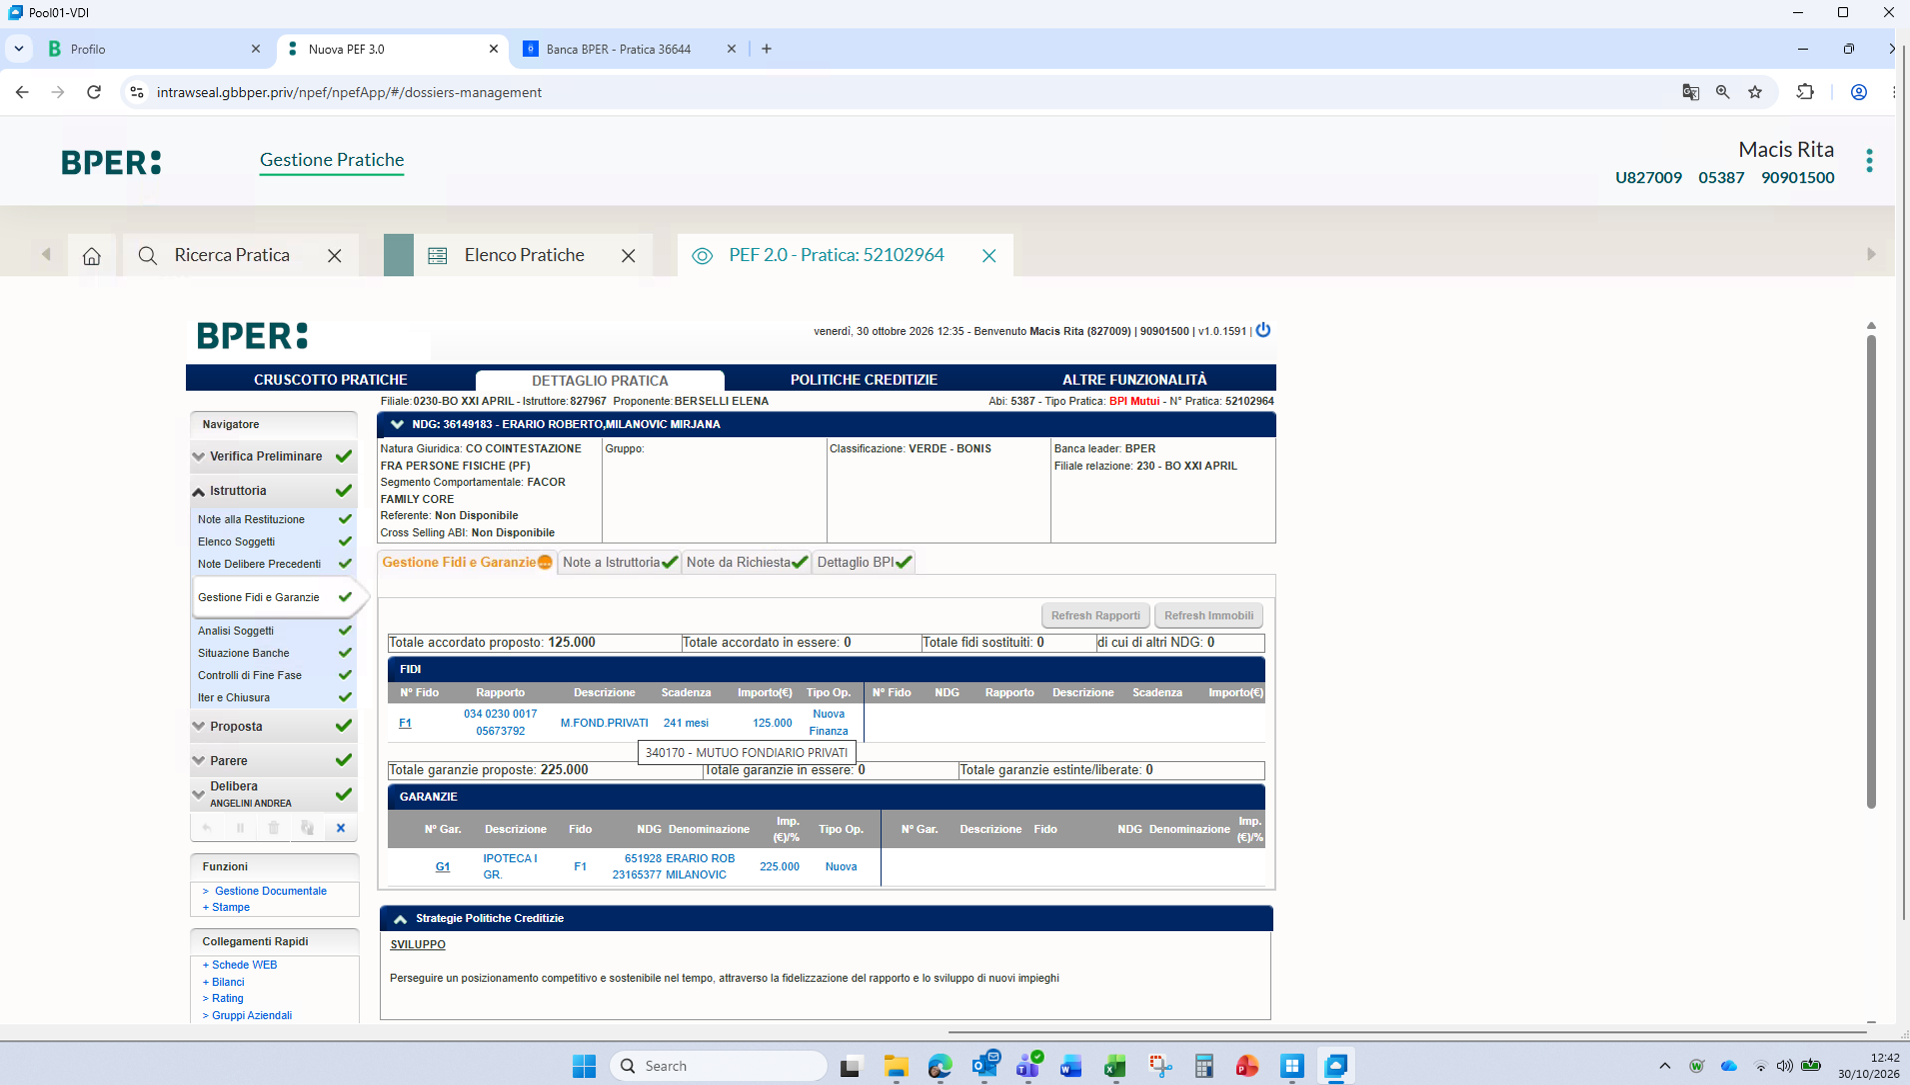 Pool01-VDI
Profilo
Nuova PEF 3.0
Banca BPER - Pratica 36644
intrawseal.gbbper.priv/npef/npefApp/#/dossiers-management
BPER:
Gestione Pratiche
Macis Rita
U827009 05387 90901500
Ricerca Pratica
Elenco Pratiche
PEF 2.0 - Pratica: 52102964
BPER:
venerdì, 30 ottobre 2026 12:35 - Benvenuto Macis Rita (827009) | 90901500 | v1.0.1591 |
CRUSCOTTO PRATICHE
DETTAGLIO PRATICA
POLITICHE CREDITIZIE
ALTRE FUNZIONALITÀ
Filiale:0230-BO XXI APRIL - Istruttore:827967 Proponente:BERSELLI ELENA
Abi: 5387 - Tipo Pratica: BPI Mutui - N° Pratica: 52102964
Navigatore
Verifica Preliminare
Istruttoria
Note alla Restituzione
Elenco Soggetti
Note Delibere Precedenti
Gestione Fidi e Garanzie
Analisi Soggetti
Situazione Banche
Controlli di Fine Fase
Iter e Chiusura
Proposta
Parere
Delibera
ANGELINI ANDREA
Funzioni
> Gestione Documentale
+ Stampe
Collegamenti Rapidi
+ Schede WEB
+ Bilanci
> Rating
> Gruppi Aziendali
NDG: 36149183 - ERARIO ROBERTO,MILANOVIC MIRJANA
Natura Giuridica: CO COINTESTAZIONE
FRA PERSONE FISICHE (PF)
Segmento Comportamentale: FACOR
FAMILY CORE
Referente: Non Disponibile
Cross Selling ABI: Non Disponibile
Gruppo:
Classificazione: VERDE - BONIS
Banca leader: BPER
Filiale relazione: 230 - BO XXI APRIL
Gestione Fidi e Garanzie
Note a Istruttoria
Note da Richiesta
Dettaglio BPI
Refresh Rapporti
Refresh Immobili
Totale accordato proposto: 125.000
Totale accordato in essere: 0
Totale fidi sostituiti: 0
di cui di altri NDG: 0
FIDI
N° Fido Rapporto Descrizione Scadenza Importo(€) Tipo Op. N° Fido NDG Rapporto Descrizione Scadenza Importo(€)
F1 034 0230 0017 05673792 M.FOND.PRIVATI 241 mesi 125.000 Nuova Finanza
340170 - MUTUO FONDIARIO PRIVATI
Totale garanzie proposte: 225.000
Totale garanzie in essere: 0
Totale garanzie estinte/liberate: 0
GARANZIE
N° Gar. Descrizione Fido NDG Denominazione Imp. (€)/% Tipo Op. N° Gar. Descrizione Fido NDG Denominazione Imp. (€)/%
G1 IPOTECA I GR. F1 651928 ERARIO ROB 225.000 Nuova
23165377 MILANOVIC
Strategie Politiche Creditizie
SVILUPPO
Perseguire un posizionamento competitivo e sostenibile nel tempo, attraverso la fidelizzazione del rapporto e lo sviluppo di nuovi impieghi
Search
12:42
30/10/2026